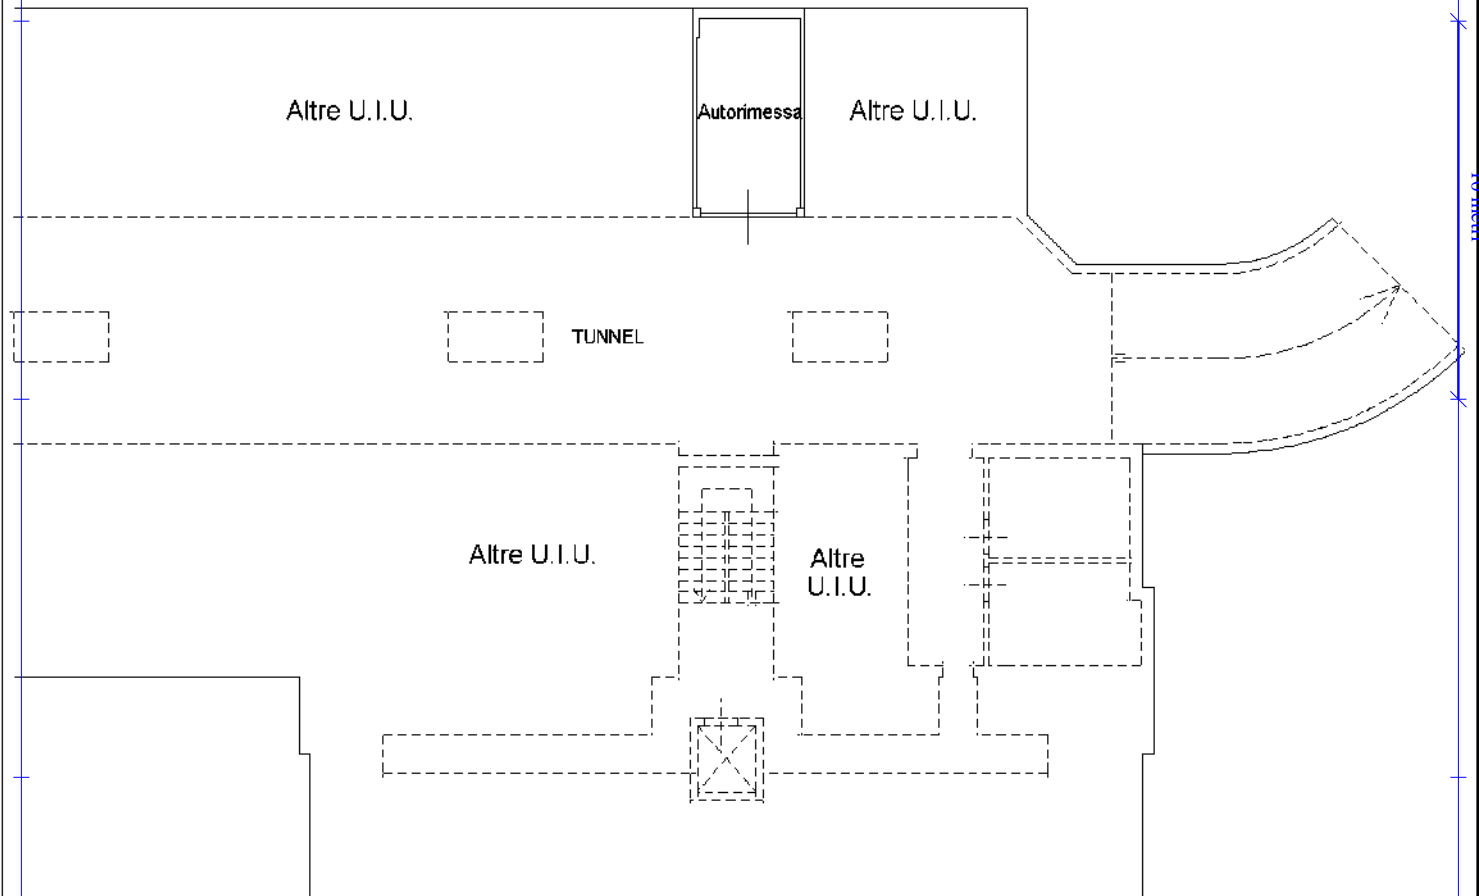 Altre U.I.U.
Autorimessa
Altre U.I.U.
TUNNEL
Altre U.I.U.
Altre
U.I.U.